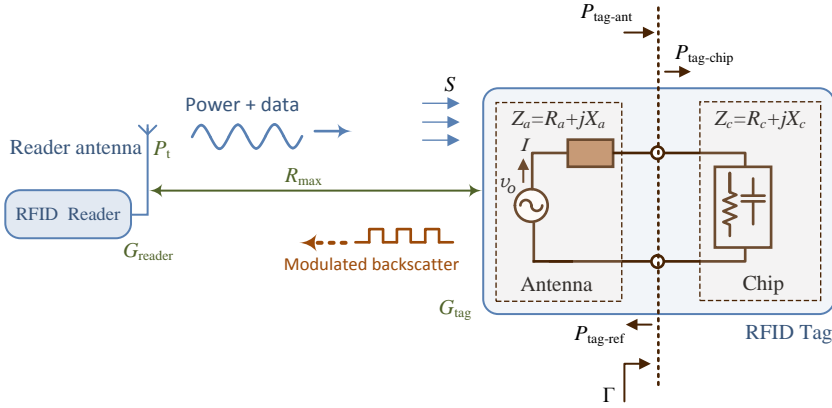 P_tag-ant
P_tag-chip
S
Power + data
Z_a=R_a+jX_a
Z_c=R_c+jX_c
Reader antenna
P_t
I
R_max
v_o
RFID Reader
G_reader
Modulated backscatter
Antenna
Chip
G_tag
P_tag-ref
RFID Tag
Γ